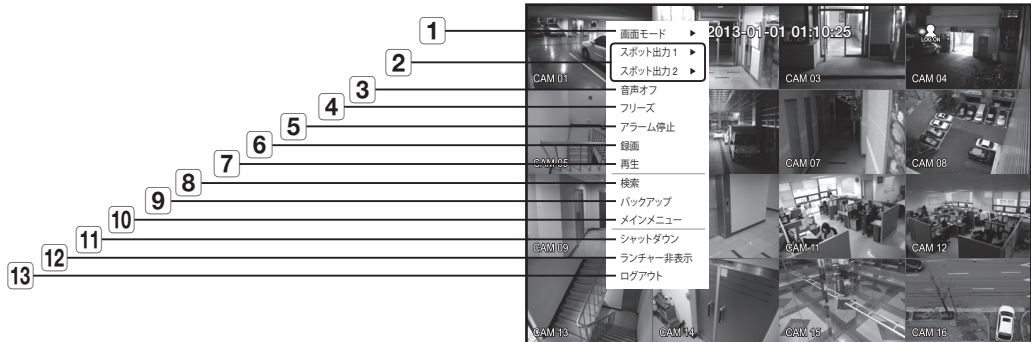 1
2
3
4
5
6
7
8
9
10
11
12
13
画面モード ▶
スポット出力 1 ▶
スポット出力 2 ▶
音声オフ
フリーズ
アラーム停止
録画
再生
検索
バックアップ
メインメニュー
シャットダウン
ランチャー非表示
ログアウト
2013-01-01 01:10:25
LOG ON
CAM 01
CAM 03
CAM 04
CAM 05
CAM 07
CAM 08
CAM 09
CAM 11
CAM 12
CAM 13
CAM 14
CAM 15
CAM 16